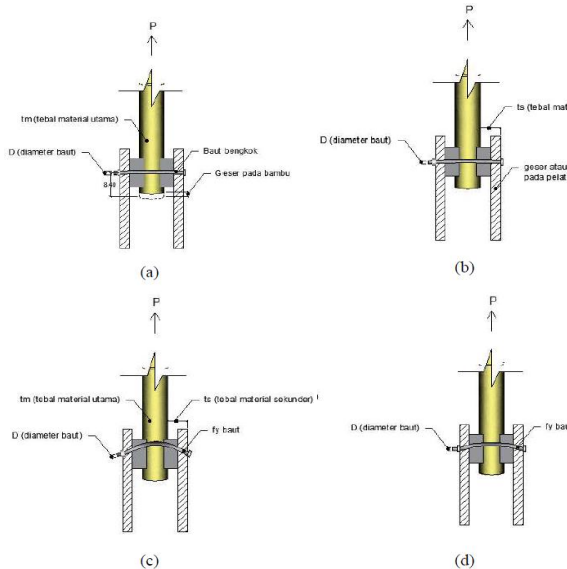 P
tm (tebal material utama)
D (diameter baut)
Baut bengkok
Geser pada bambu
(a)
P
ts (tebal mat
D (diameter baut)
geser atau
pada pelat
(b)
P
tm (tebal material utama)
ts (tebal material sekunder)
D (diameter baut)
fy baut
(c)
P
D (diameter baut)
fy bau
(d)